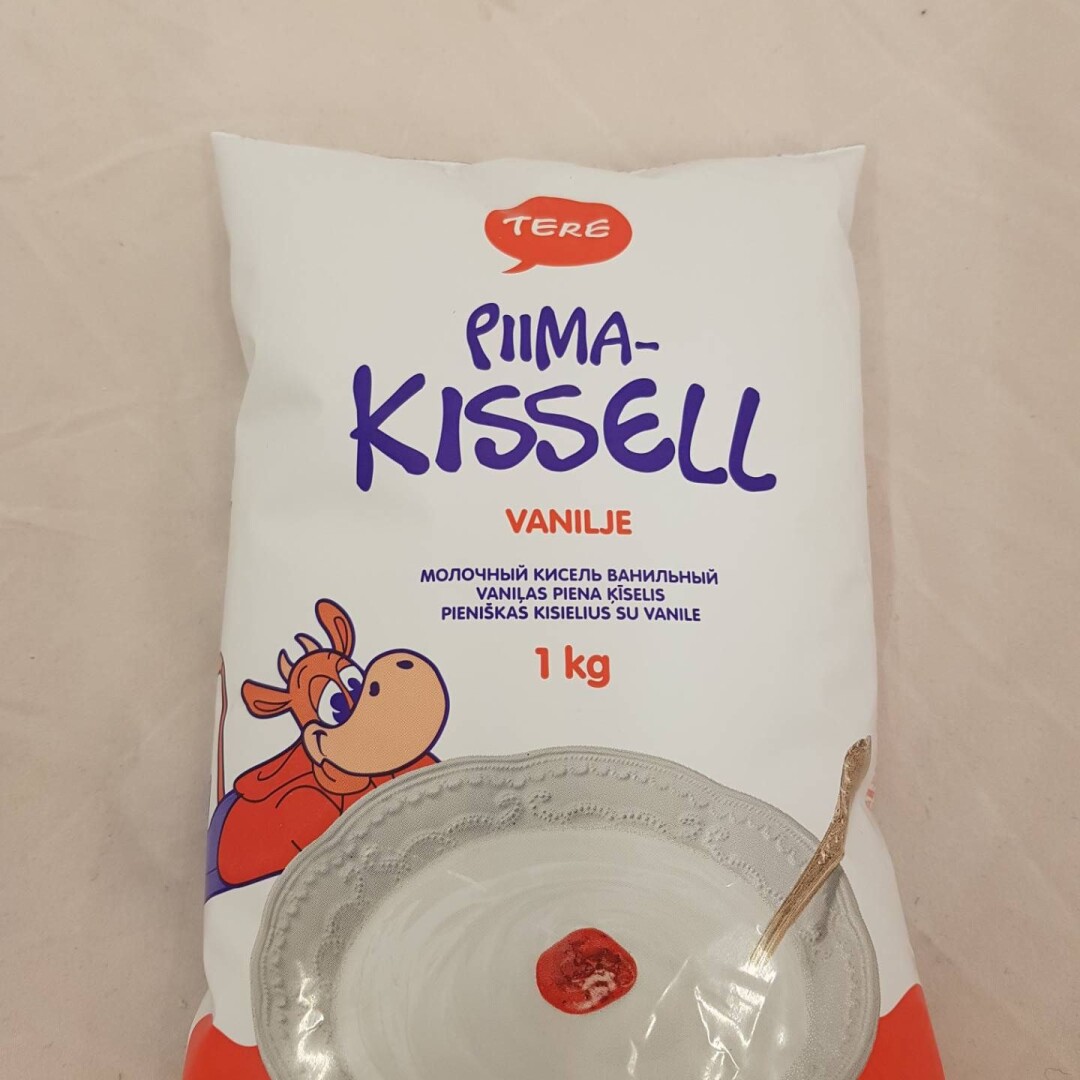 TERE
PIIMA-
KISSELL
VANILJE
МОЛОЧНЫЙ КИСЕЛЬ ВАНИЛЬНЫЙ
VANIĻAS PIENA ĶĪSELIS
PIENIŠKAS KISIELIUS SU VANILE
1 kg